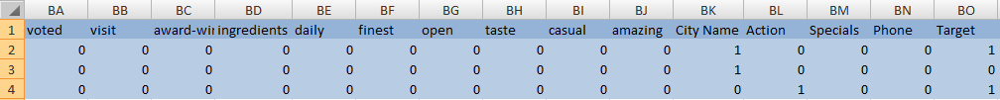 BA BB BC BD BE BF BG BH BI BJ BK BL BM BN BO
1 voted visit award-wi ingredients daily finest open taste casual amazing City Name Action Specials Phone Target
2 0 0 0 0 0 0 0 0 0 0 1 0 0 0 1
3 0 0 0 0 0 0 0 0 0 0 1 0 0 0 0
4 0 0 0 0 0 0 0 0 0 0 0 1 0 0 1